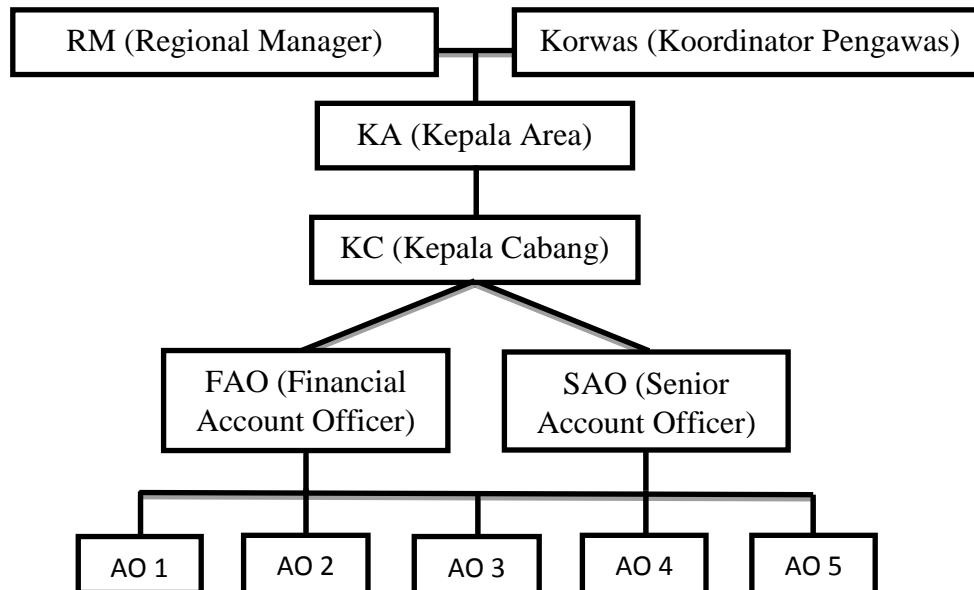 RM (Regional Manager)
Korwas (Koordinator Pengawas)
KA (Kepala Area)
KC (Kepala Cabang)
FAO (Financial
Account Officer)
SAO (Senior
Account Officer)
AO 1
AO 2
AO 3
AO 4
AO 5